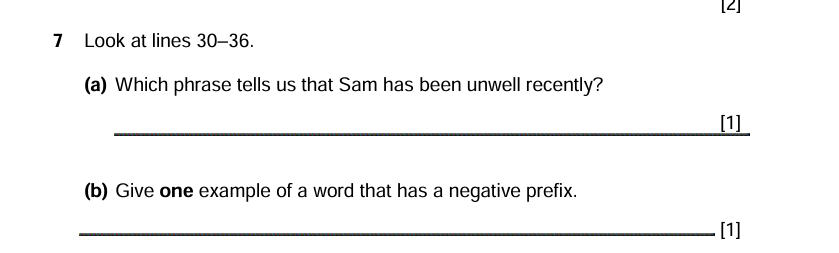 [2]
7 Look at lines 30–36.
(a) Which phrase tells us that Sam has been unwell recently?
[1]
(b) Give one example of a word that has a negative prefix.
[1]